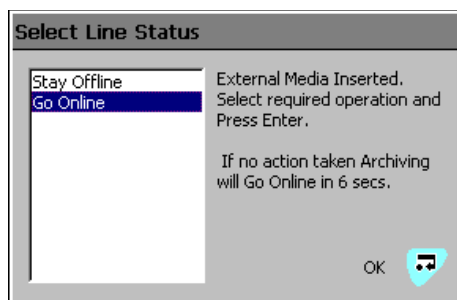 Select Line Status
Stay Offline
Go Online
External Media Inserted.
Select required operation and
Press Enter.
If no action taken Archiving
will Go Online in 6 secs.
OK